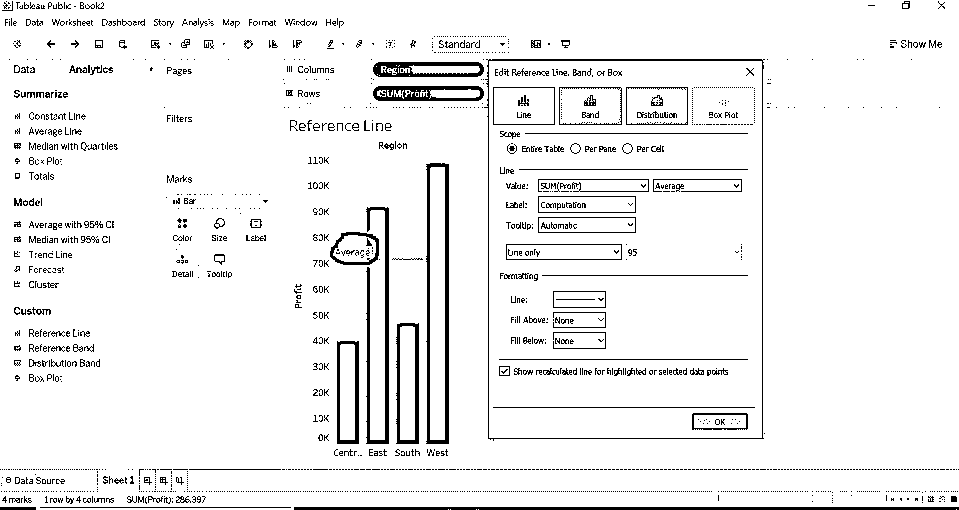 Tableau Public - Book2
File Data Worksheet Dashboard Story Analysis Map Format Window Help
Standard
Show Me
Data Analytics
Pages
Columns Region
Rows SUM(Profit)
Summarize
Constant Line
Average Line
Median with Quartiles
Box Plot
Totals
Model
Average with 95% CI
Median with 95% CI
Trend Line
Forecast
Cluster
Custom
Reference Line
Reference Band
Distribution Band
Box Plot
Filters
Marks
Bar
Color Size Label
Detail Tooltip
Reference Line
Region
Profit
110K
100K
90K
80K
70K
60K
50K
40K
30K
20K
10K
0K
Average
Centr.. East South West
Edit Reference Line, Band, or Box
Line Band Distribution Box Plot
Scope
Entire Table Per Pane Per Cell
Line
Value: SUM(Profit) Average
Label: Computation
Tooltip: Automatic
Line only 95
Formatting
Line:
Fill Above: None
Fill Below: None
Show recalculated line for highlighted or selected data points
OK
Data Source Sheet 1
4 marks 1 row by 4 columns SUM(Profit): 286,397